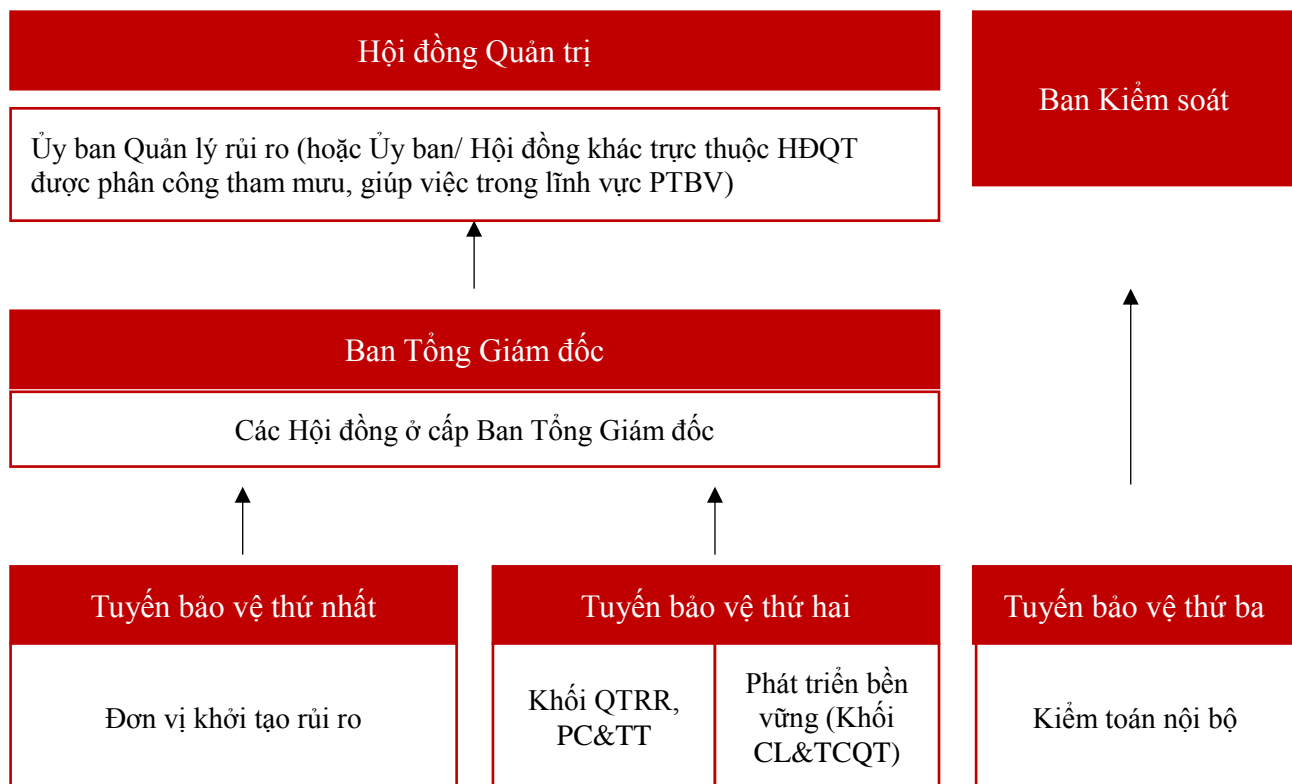 Hội đồng Quản trị
Ban Kiểm soát
Ủy ban Quản lý rủi ro (hoặc Ủy ban/ Hội đồng khác trực thuộc HĐQT
được phân công tham mưu, giúp việc trong lĩnh vực PTBV)
Ban Tổng Giám đốc
Các Hội đồng ở cấp Ban Tổng Giám đốc
Tuyến bảo vệ thứ nhất
Tuyến bảo vệ thứ hai
Tuyến bảo vệ thứ ba
Đơn vị khởi tạo rủi ro
Khối QTRR,
PC&TT
Phát triển bền
vững (Khối
CL&TCQT)
Kiểm toán nội bộ